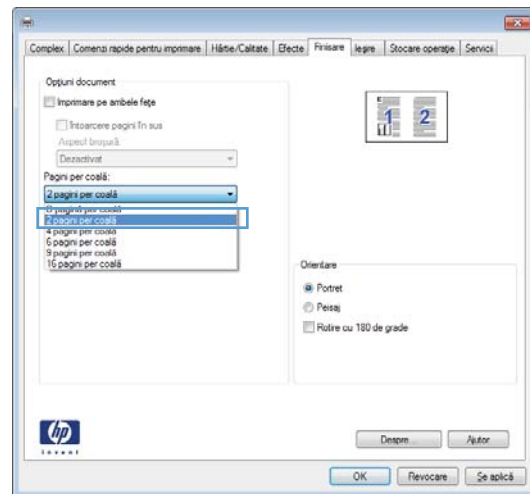 Complex Comenzi rapide pentru imprimare Hârtie/Calitate Efecte Finisare Ieşire Stocare operaţie Servicii
Opţiuni document
Imprimare pe ambele feţe
Întoarcere pagini în sus
Aspect broşură:
Dezactivat
Pagini per coală:
2 pagini per coală
O pagină per coală
2 pagini per coală
4 pagini per coală
6 pagini per coală
9 pagini per coală
16 pagini per coală
1 2
Orientare
Portret
Peisaj
Rotire cu 180 de grade
hp
invent
Despre... Ajutor
OK Revocare Se aplică